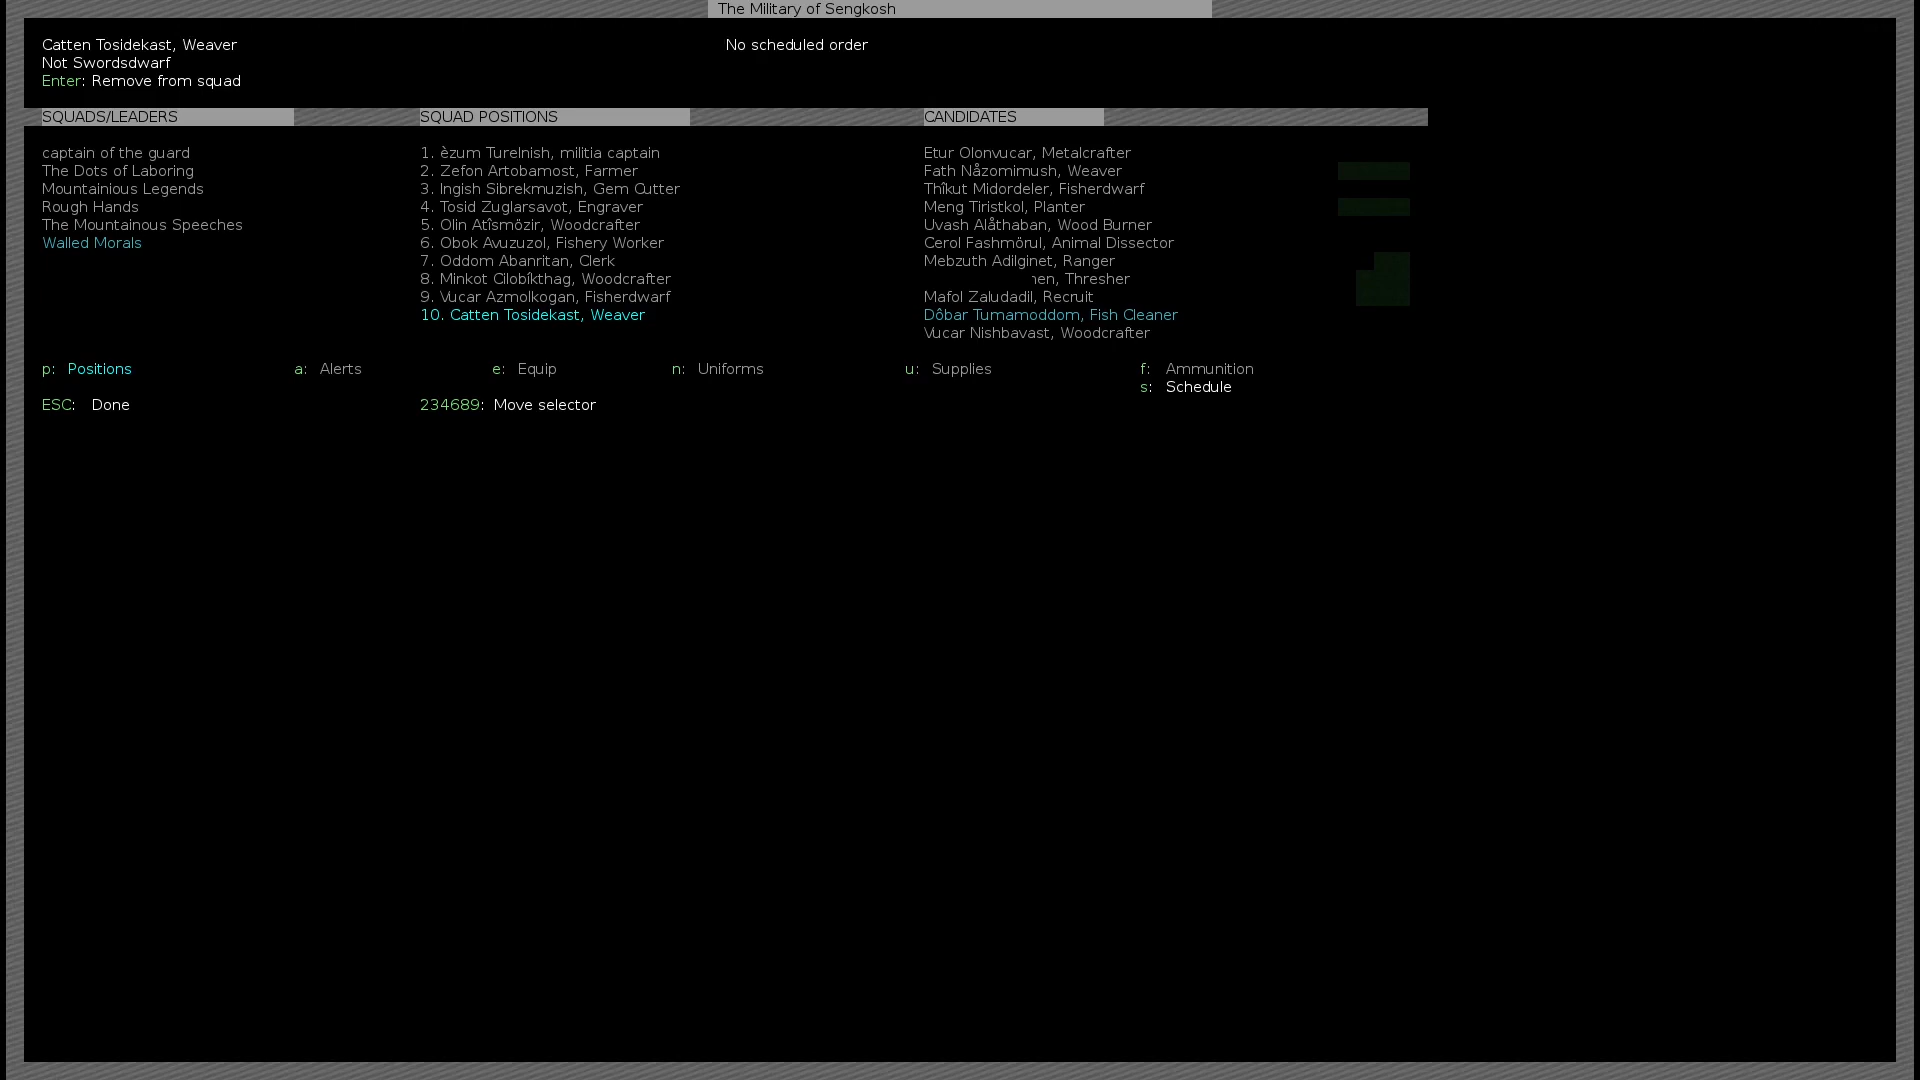 The Military of Sengkosh
Catten Tosidekast, Weaver
No scheduled order
Not Swordsdwarf
Enter: Remove from squad
SQUADS/LEADERS
SQUAD POSITIONS
CANDIDATES
captain of the guard
The Dots of Laboring
Mountainious Legends
Rough Hands
The Mountainous Speeches
Walled Morals
1. èzum Turelnish, militia captain
2. Zefon Artobamost, Farmer
3. Ingish Sibrekmuzish, Gem Cutter
4. Tosid Zuglarsavot, Engraver
5. Olin Atîsmözir, Woodcrafter
6. Obok Avuzuzol, Fishery Worker
7. Oddom Abanritan, Clerk
8. Minkot Cilobîkthag, Woodcrafter
9. Vucar Azmolkogan, Fisherdwarf
10. Catten Tosidekast, Weaver
Etur Olonvucar, Metalcrafter
Fath Nåzomimush, Weaver
Thîkut Midordeler, Fisherdwarf
Meng Tiristkol, Planter
Uvash Alåthaban, Wood Burner
Cerol Fashmörul, Animal Dissector
Mebzuth Adilginet, Ranger
Thresher
Mafol Zaludadil, Recruit
Dôbar Tumamoddom, Fish Cleaner
Vucar Nishbavast, Woodcrafter
p: Positions
a: Alerts
e: Equip
n: Uniforms
u: Supplies
f: Ammunition
s: Schedule
ESC: Done
234689: Move selector